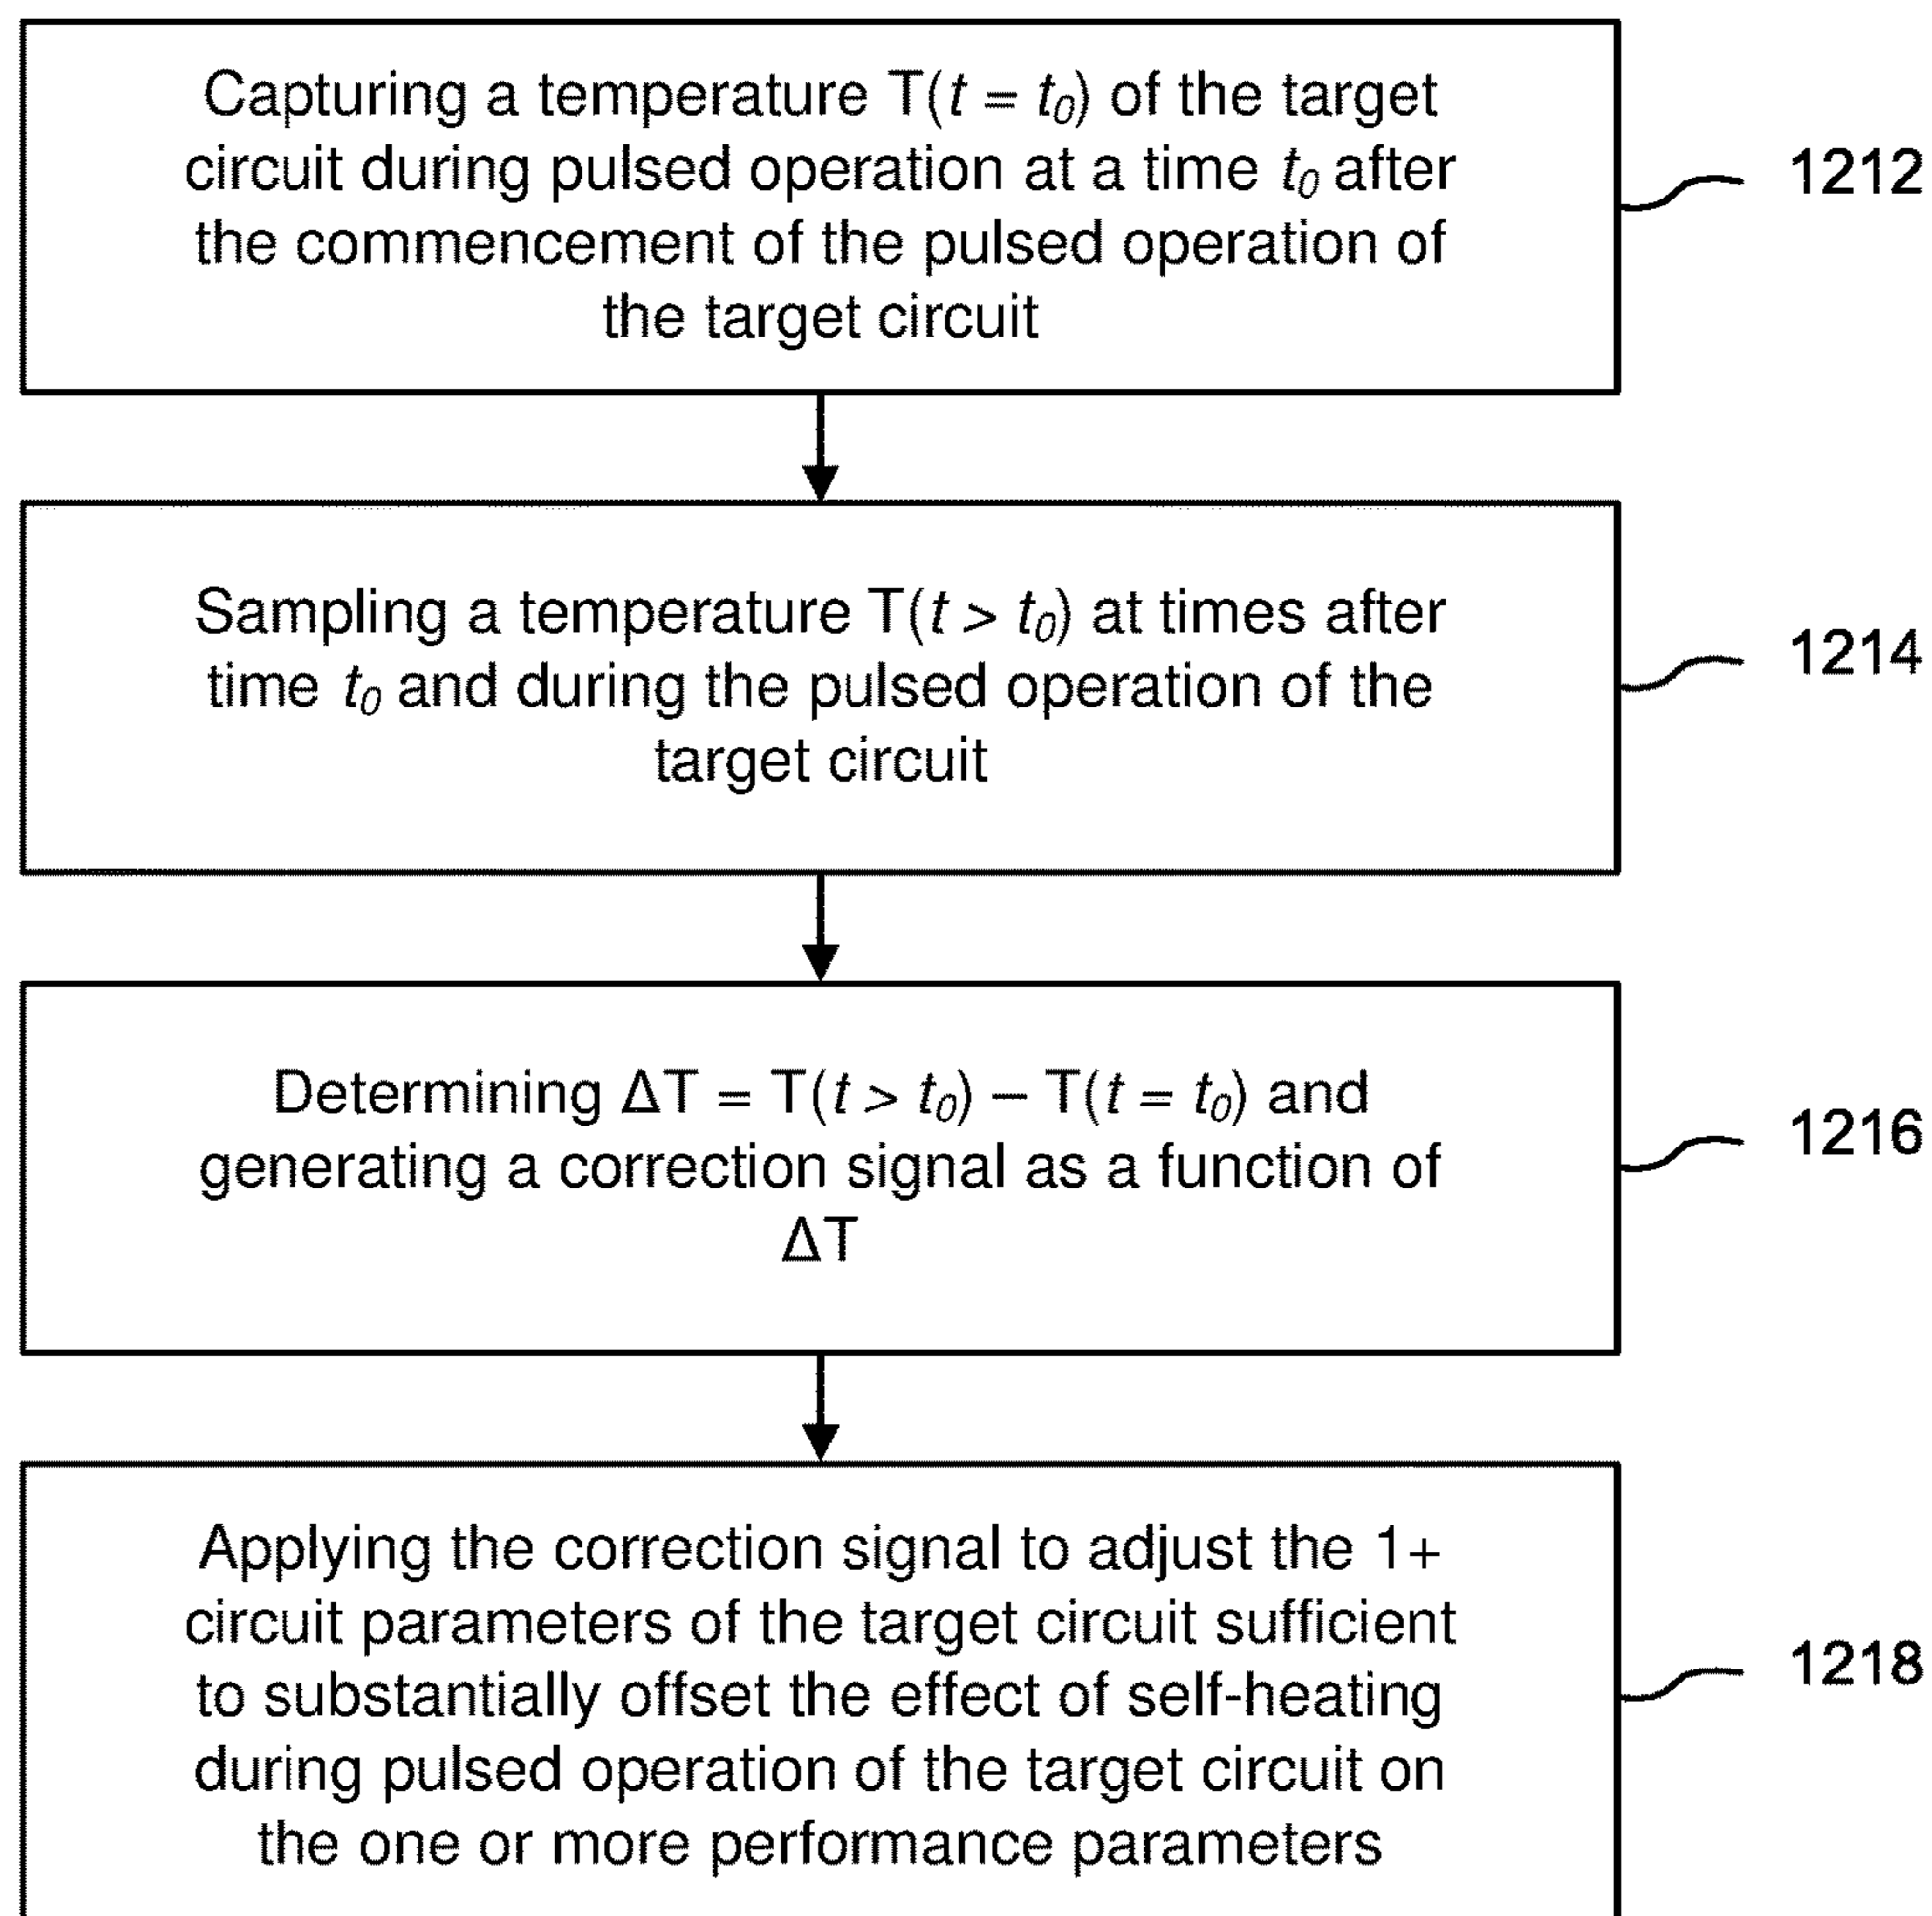 Capturing a temperature T(t = t₀) of the target
circuit during pulsed operation at a time t₀ after
the commencement of the pulsed operation of
the target circuit
1212
Sampling a temperature T(t > t₀) at times after
time t₀ and during the pulsed operation of the
target circuit
1214
Determining ΔT = T(t > t₀) – T(t = t₀) and
generating a correction signal as a function of
ΔT
1216
Applying the correction signal to adjust the 1+
circuit parameters of the target circuit sufficient
to substantially offset the effect of self-heating
during pulsed operation of the target circuit on
the one or more performance parameters
1218